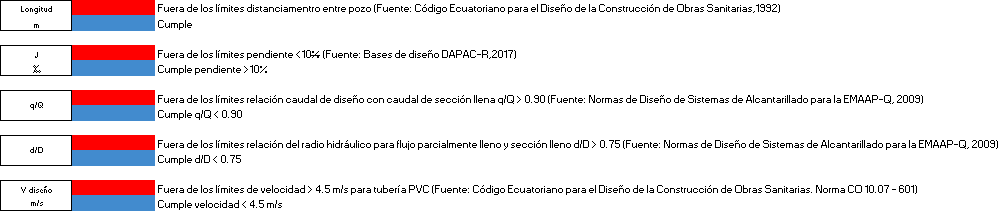 Longitud
m
Fuera de los límites distanciamentro entre pozo (Fuente: Código Ecuatoriano para el Diseño de la Construcción de Obras Sanitarias,1992)
Cumple
J
‰
Fuera de los límites pendiente <10% (Fuente: Bases de diseño DAPAC-R,2017)
Cumple pendiente >10%
q/Q
Fuera de los límites relación caudal de diseño con caudal de sección llena q/Q > 0.90 (Fuente: Normas de Diseño de Sistemas de Alcantarillado para la EMAAP-Q, 2009)
Cumple q/Q < 0.90
d/D
Fuera de los límites relación del radio hidráulico para flujo parcialmente lleno y sección lleno d/D > 0.75 (Fuente: Normas de Diseño de Sistemas de Alcantarillado para la EMAAP-Q, 2009)
Cumple d/D < 0.75
V diseño
m/s
Fuera de los límites de velocidad > 4.5 m/s para tubería PVC (Fuente: Código Ecuatoriano para el Diseño de la Construcción de Obras Sanitarias. Norma CO 10.07 - 601)
Cumple velocidad < 4.5 m/s